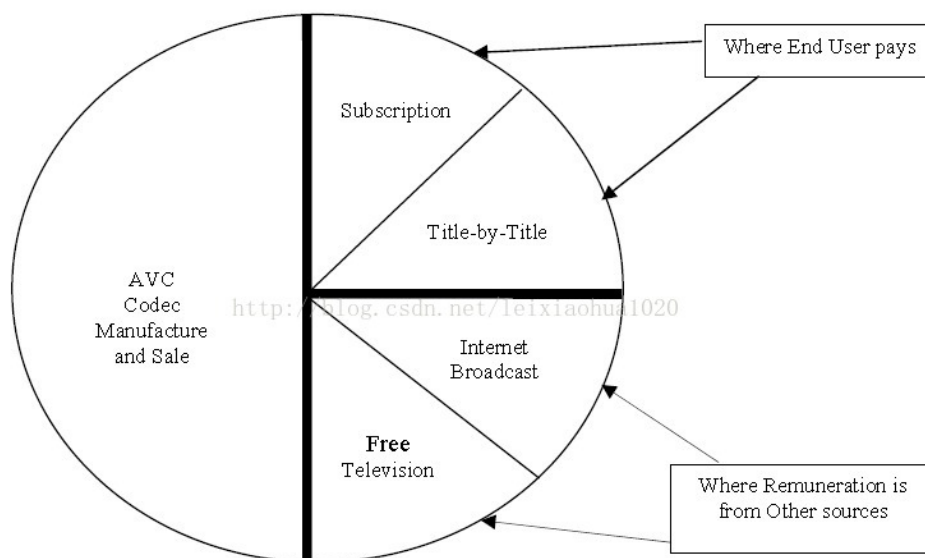 Where End User pays
Subscription
Title-by-Title
AVC
Codec
Manufacture
and Sale
http://blog.csdn.net/leixiaohua1020
Internet
Broadcast
Free
Television
Where Remuneration is
from Other sources